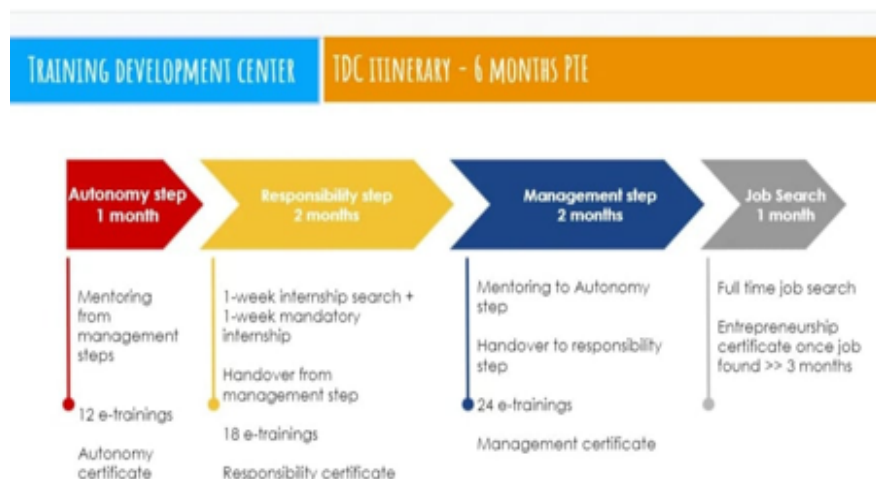 TRAINING DEVELOPMENT CENTER
TDC ITINERARY - 6 MONTHS PTE
Autonomy step
1 month
Mentoring
from
management
steps
12 e-trainings
Autonomy
certificate
Responsibility step
2 months
1-week internship search +
1-week mandatory
internship
Handover from
management step
18 e-trainings
Responsibility certificate
Management step
2 months
Mentoring to Autonomy
step
Handover to responsibility
step
24 e-trainings
Management certificate
Job Search
1 month
Full time job search
Entrepreneurship
certificate once job
found >> 3 months